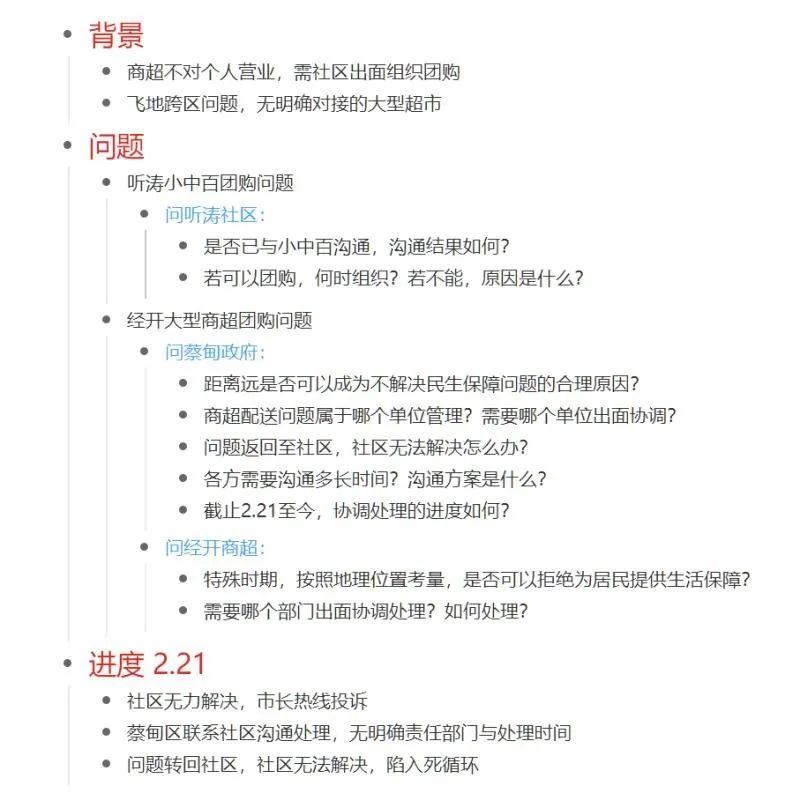 背景
商超不对个人营业，需社区出面组织团购
飞地跨区问题，无明确对接的大型超市
问题
听涛小中百团购问题
问听涛社区：
是否已与小中百沟通，沟通结果如何？
若可以团购，何时组织？若不能，原因是什么？
经开大型商超团购问题
问蔡甸政府：
距离远是否可以成为不解决民生保障问题的合理原因？
商超配送问题属于哪个单位管理？需要哪个单位出面协调？
问题返回至社区，社区无法解决怎么办？
各方需要沟通多长时间？沟通方案是什么？
截止2.21至今，协调处理的进度如何？
问经开商超：
特殊时期，按照地理位置考量，是否可以拒绝为居民提供生活保障？
需要哪个部门出面协调处理？如何处理？
进度 2.21
社区无力解决，市长热线投诉
蔡甸区联系社区沟通处理，无明确责任部门与处理时间
问题转回社区，社区无法解决，陷入死循环